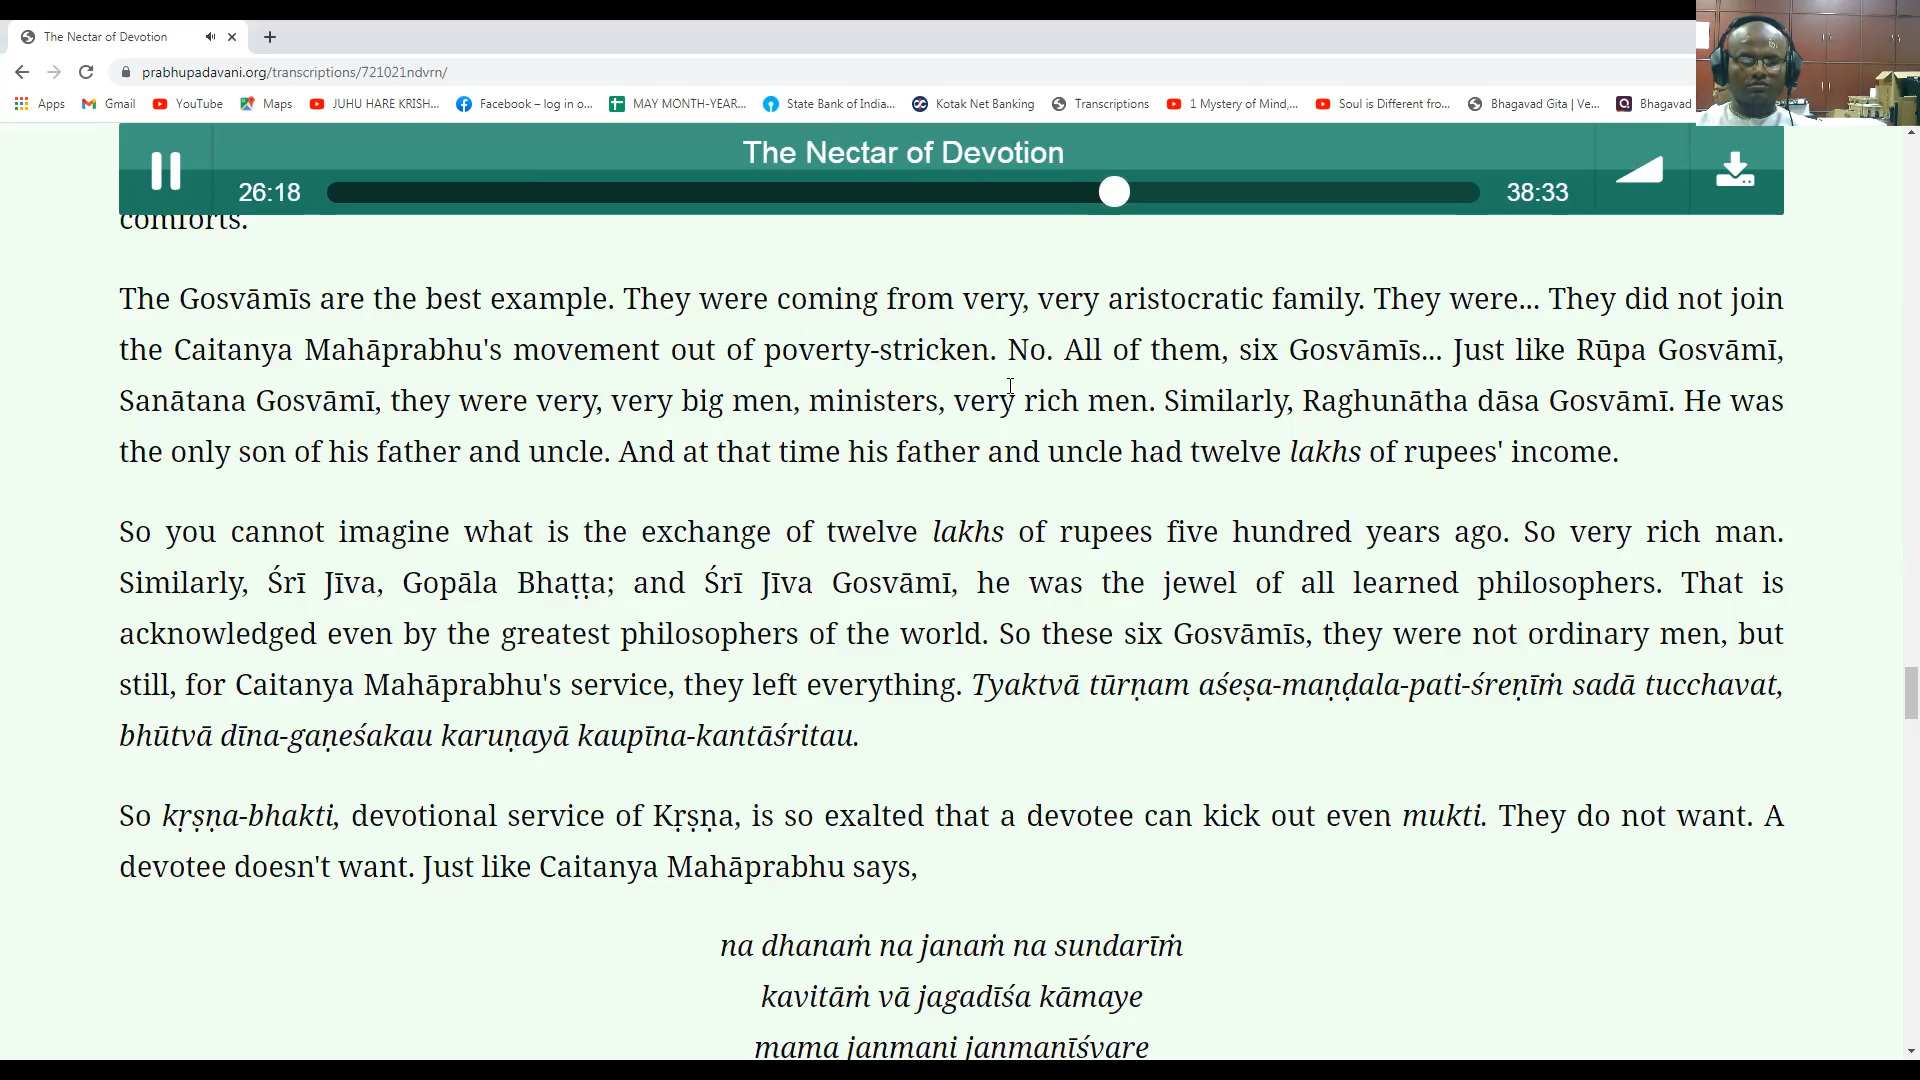 The Nectar of Devotion
prabhupadavani.org/transcriptions/721021ndvrn/
Apps Gmail YouTube Maps JUHU HARE KRISH... Facebook – log in o... MAY MONTH-YEAR... State Bank of India... Kotak Net Banking Transcriptions 1 Mystery of Mind,... Soul is Different fro... Bhagavad Gita | Ve... Bhagavad
The Nectar of Devotion
26:18 38:33
comforts.
The Gosvāmīs are the best example. They were coming from very, very aristocratic family. They were... They did not join
the Caitanya Mahāprabhu's movement out of poverty-stricken. No. All of them, six Gosvāmīs... Just like Rūpa Gosvāmī,
Sanātana Gosvāmī, they were very, very big men, ministers, very rich men. Similarly, Raghunātha dāsa Gosvāmī. He was
the only son of his father and uncle. And at that time his father and uncle had twelve lakhs of rupees' income.
So you cannot imagine what is the exchange of twelve lakhs of rupees five hundred years ago. So very rich man.
Similarly, Śrī Jīva, Gopāla Bhaṭṭa; and Śrī Jīva Gosvāmī, he was the jewel of all learned philosophers. That is
acknowledged even by the greatest philosophers of the world. So these six Gosvāmīs, they were not ordinary men, but
still, for Caitanya Mahāprabhu's service, they left everything. Tyaktvā tūrṇam aśeṣa-maṇḍala-pati-śreṇīṁ sadā tucchavat,
bhūtvā dīna-gaṇeśakau karuṇayā kaupīna-kantāśritau.
So kṛṣṇa-bhakti, devotional service of Kṛṣṇa, is so exalted that a devotee can kick out even mukti. They do not want. A
devotee doesn't want. Just like Caitanya Mahāprabhu says,
na dhanaṁ na janaṁ na sundarīṁ
kavitāṁ vā jagadīśa kāmaye
mama janmani janmanīśvare